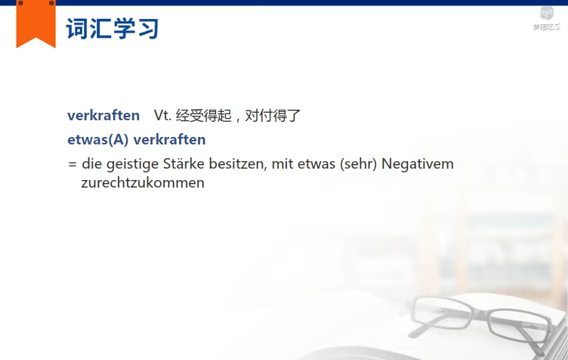 词汇学习
verkraften Vt. 经受得起，对付得了
etwas(A) verkraften
= die geistige Stärke besitzen, mit etwas (sehr) Negativem
zurechtzukommen